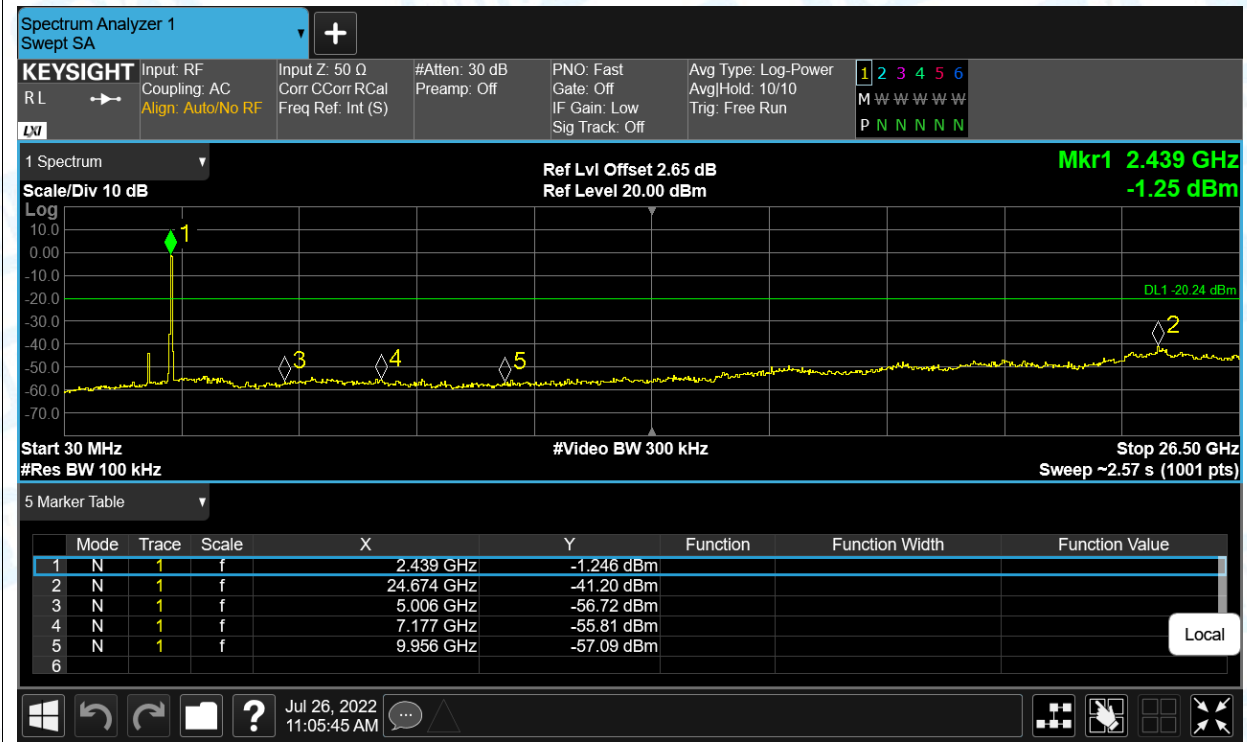 Spectrum Analyzer 1
Swept SA
+
KEYSIGHT
R L
LXI
Input: RF
Coupling: AC
Align: Auto/No RF
Input Z: 50 Ω
Corr CCorr RCal
Freq Ref: Int (S)
#Atten: 30 dB
Preamp: Off
PNO: Fast
Gate: Off
IF Gain: Low
Sig Track: Off
Avg Type: Log-Power
Avg|Hold: 10/10
Trig: Free Run
1 2 3 4 5 6
M W W W W W
P N N N N N
1 Spectrum
Scale/Div 10 dB
Ref Lvl Offset 2.65 dB
Ref Level 20.00 dBm
Mkr1 2.439 GHz
-1.25 dBm
Log
10.0
0.00
-10.0
-20.0
-30.0
-40.0
-50.0
-60.0
-70.0
1
DL1 -20.24 dBm
2
3
4
5
Start 30 MHz
#Video BW 300 kHz
Stop 26.50 GHz
#Res BW 100 kHz
Sweep ~2.57 s (1001 pts)
5 Marker Table
Mode Trace Scale X Y Function Function Width Function Value
1 N 1 f 2.439 GHz -1.246 dBm
2 N 1 f 24.674 GHz -41.20 dBm
3 N 1 f 5.006 GHz -56.72 dBm
4 N 1 f 7.177 GHz -55.81 dBm
5 N 1 f 9.956 GHz -57.09 dBm
6
Local
?
Jul 26, 2022
11:05:45 AM